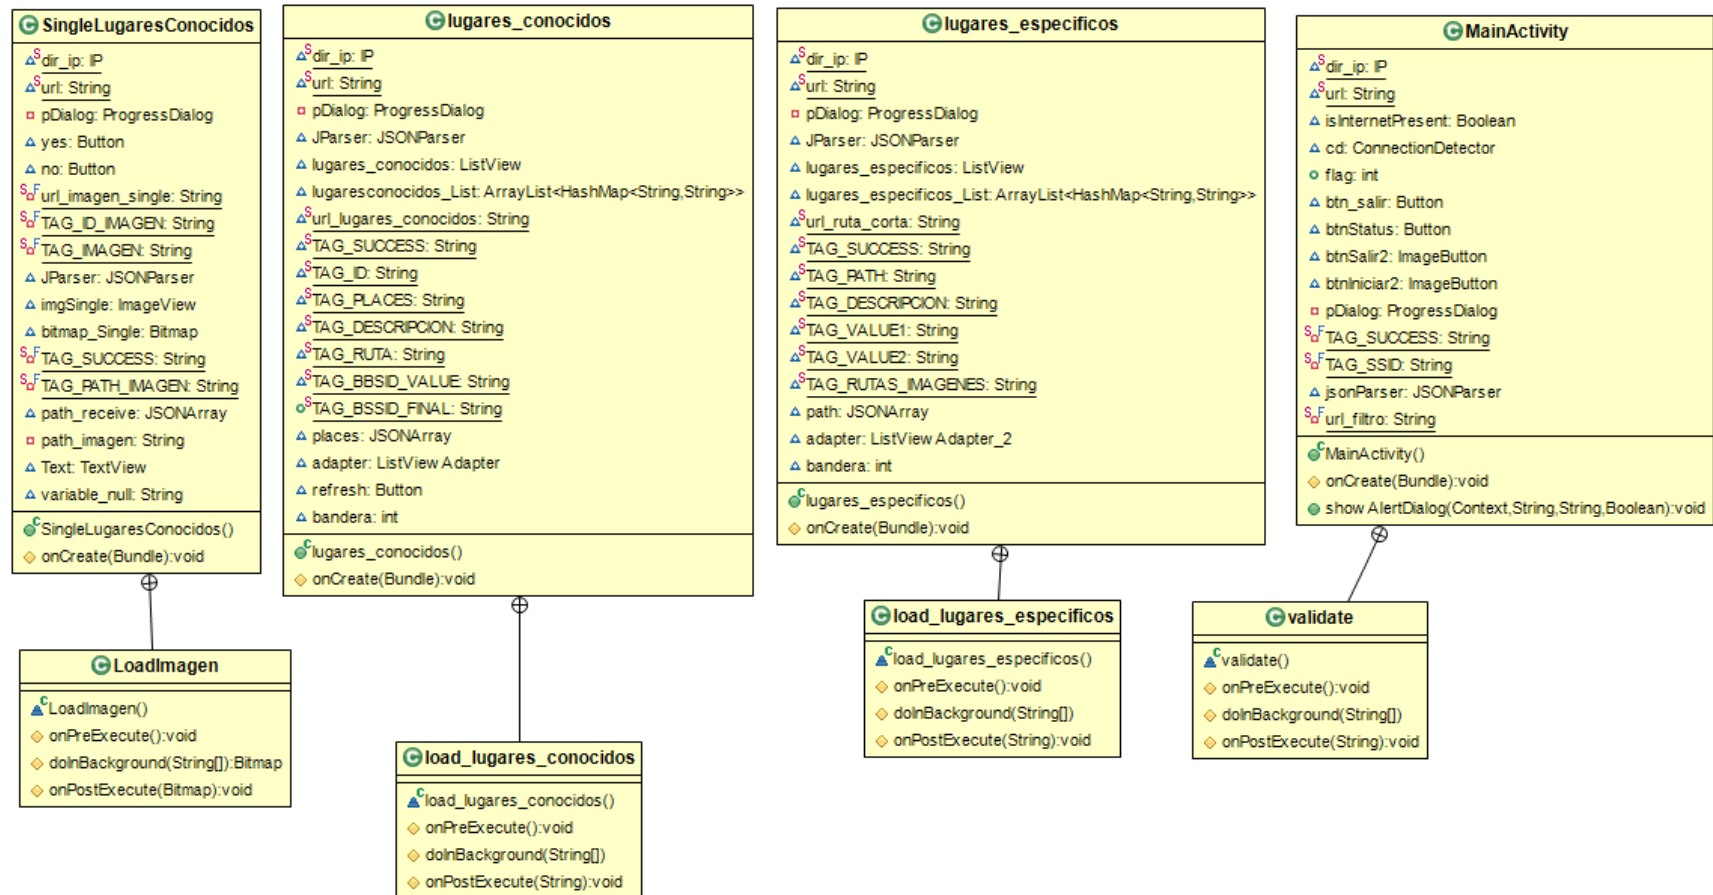 SingleLugaresConocidos
dir_ip: IP
url: String
pDialog: ProgressDialog
yes: Button
no: Button
url_imagen_single: String
TAG_ID_IMAGEN: String
TAG_IMAGEN: String
JParser: JSONParser
imgSingle: ImageView
bitmap_Single: Bitmap
TAG_SUCCESS: String
TAG_PATH_IMAGEN: String
path_receive: JSONArray
path_imagen: String
Text: TextView
variable_null: String
SingleLugaresConocidos()
onCreate(Bundle):void
LoadImagen
LoadImagen()
onPreExecute():void
doInBackground(String[]):Bitmap
onPostExecute(Bitmap):void
lugares_conocidos
dir_ip: IP
url: String
pDialog: ProgressDialog
JParser: JSONParser
lugares_conocidos: ListView
lugaresconocidos_List: ArrayList<HashMap<String,String>>
url_lugares_conocidos: String
TAG_SUCCESS: String
TAG_ID: String
TAG_PLACES: String
TAG_DESCRIPCION: String
TAG_RUTA: String
TAG_BBSID_VALUE: String
TAG_BSSID_FINAL: String
places: JSONArray
adapter: ListViewAdapter
refresh: Button
bandera: int
lugares_conocidos()
onCreate(Bundle):void
load_lugares_conocidos
load_lugares_conocidos()
onPreExecute():void
doInBackground(String[])
onPostExecute(String):void
lugares_especificos
dir_ip: IP
url: String
pDialog: ProgressDialog
JParser: JSONParser
lugares_especificos: ListView
lugares_especificos_List: ArrayList<HashMap<String,String>>
url_ruta_corta: String
TAG_SUCCESS: String
TAG_PATH: String
TAG_DESCRIPCION: String
TAG_VALUE1: String
TAG_VALUE2: String
TAG_RUTAS_IMAGENES: String
path: JSONArray
adapter: ListViewAdapter_2
bandera: int
lugares_especificos()
onCreate(Bundle):void
load_lugares_especificos
load_lugares_especificos()
onPreExecute():void
doInBackground(String[])
onPostExecute(String):void
MainActivity
dir_ip: IP
url: String
isInternetPresent: Boolean
cd: ConnectionDetector
flag: int
btn_salir: Button
btnStatus: Button
btnSalir2: ImageButton
btnIniciar2: ImageButton
pDialog: ProgressDialog
TAG_SUCCESS: String
TAG_SSID: String
jsonParser: JSONParser
url_filtro: String
MainActivity()
onCreate(Bundle):void
showAlertDialog(Context,String,String,Boolean):void
validate
validate()
onPreExecute():void
doInBackground(String[])
onPostExecute(String):void